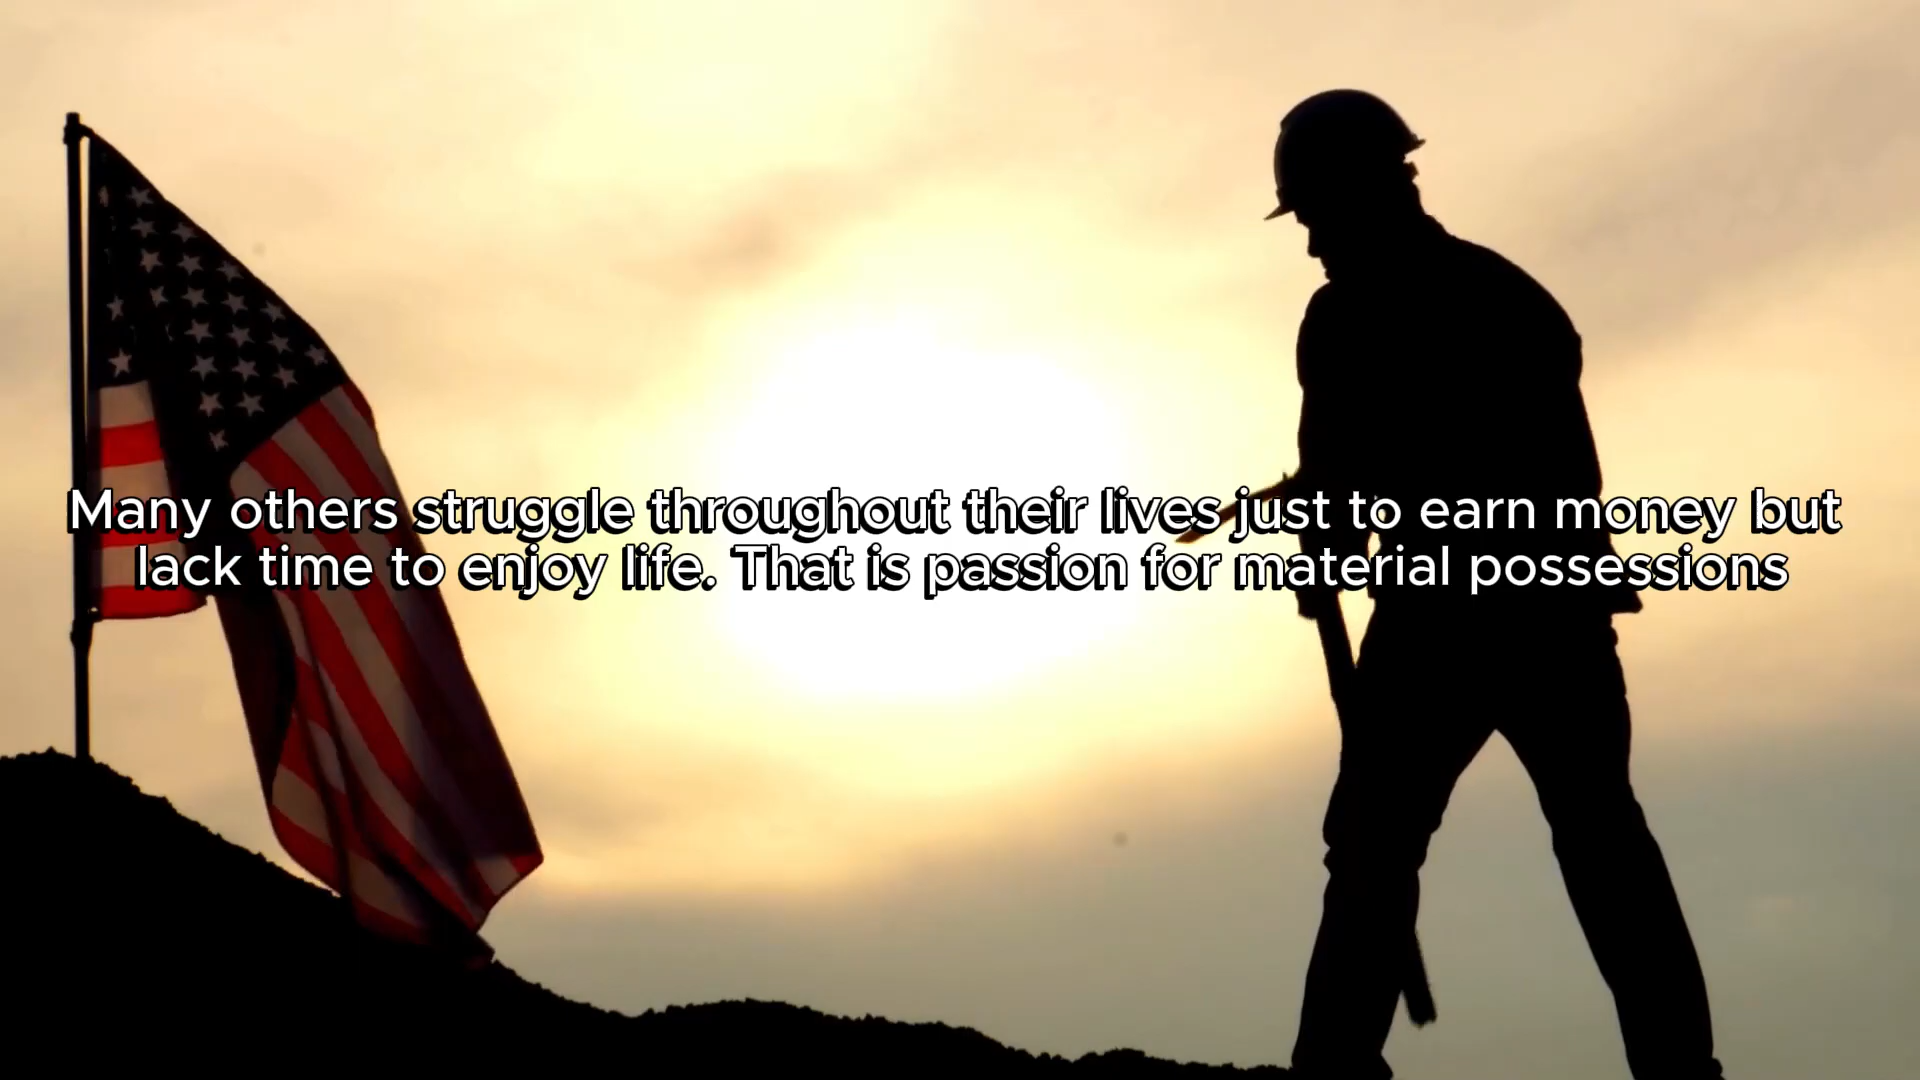 Many others struggle throughout their lives just to earn money but
lack time to enjoy life. That is passion for material possessions